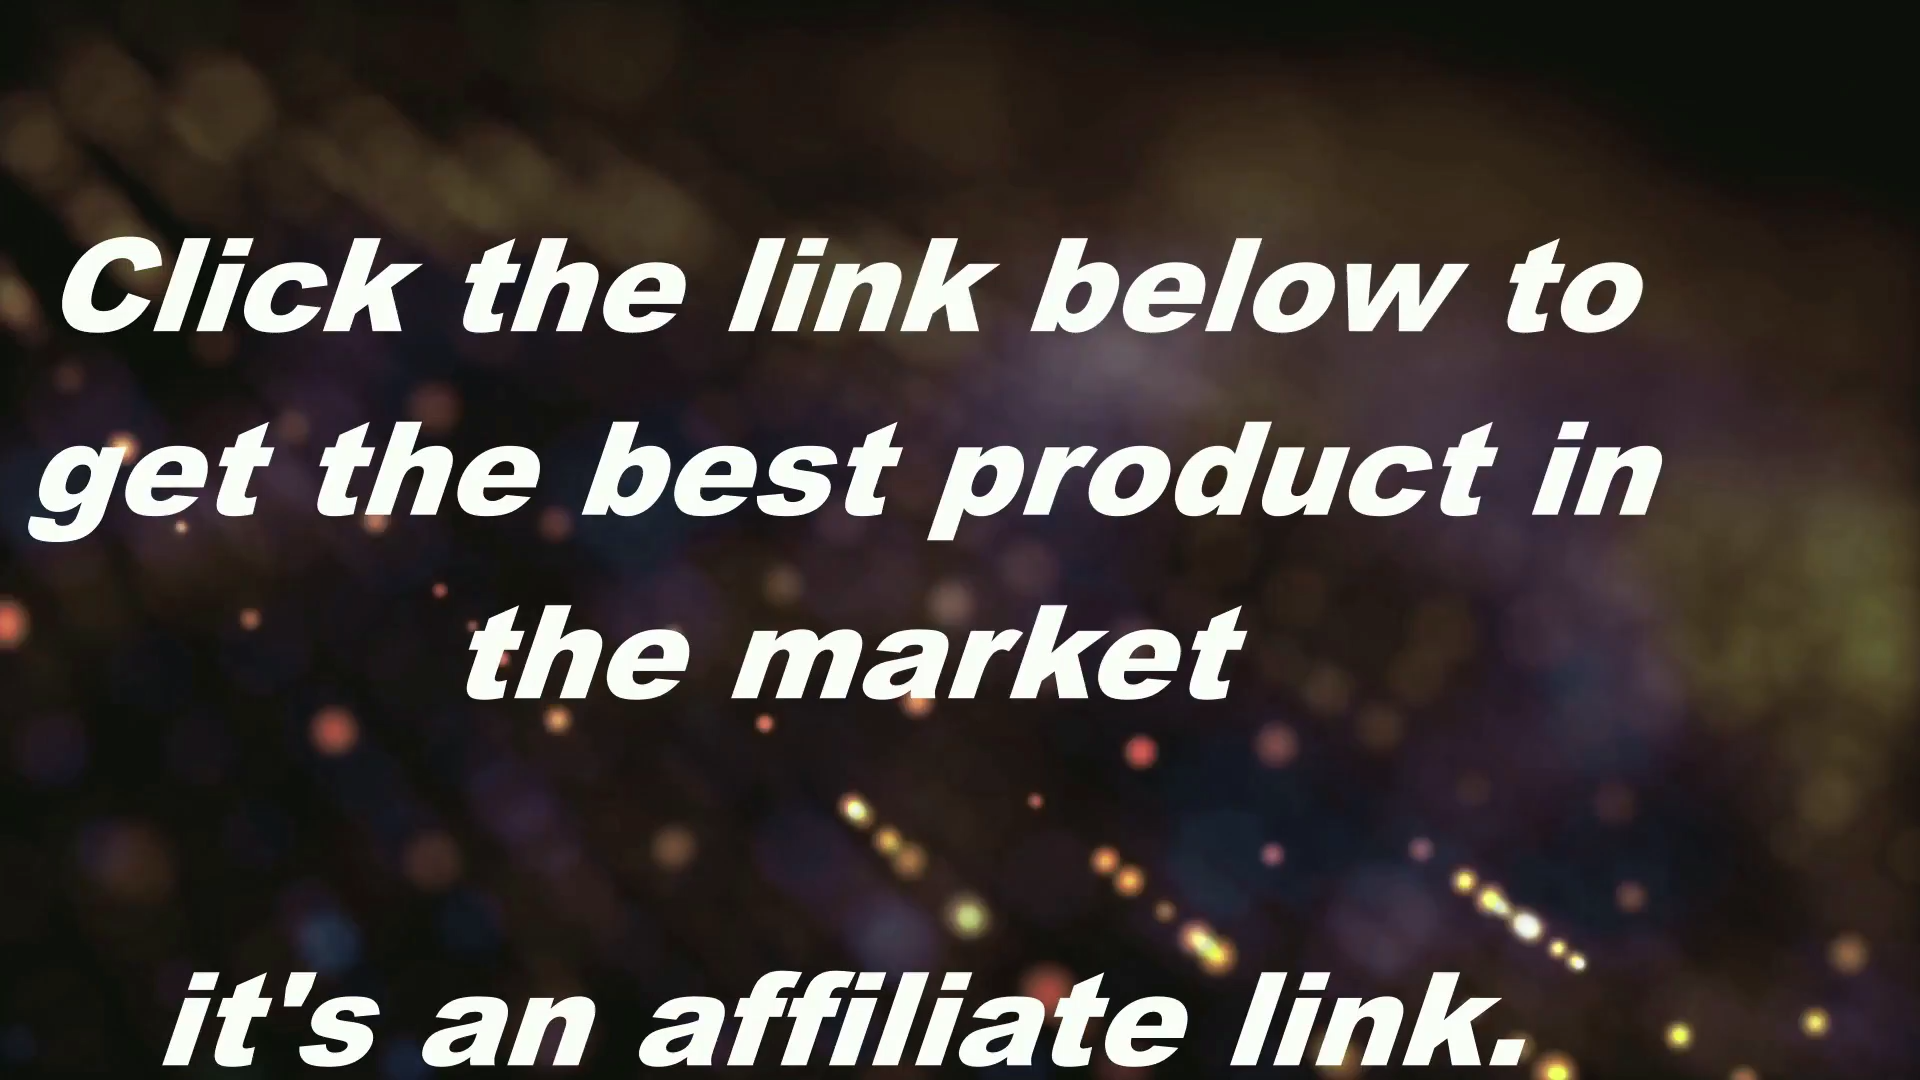 Click the link below to
get the best product in
the market
it's an affiliate link.